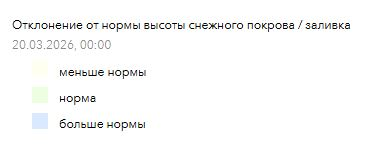 Отклонение от нормы высоты снежного покрова / заливка
20.03.2026, 00:00
меньше нормы
норма
больше нормы